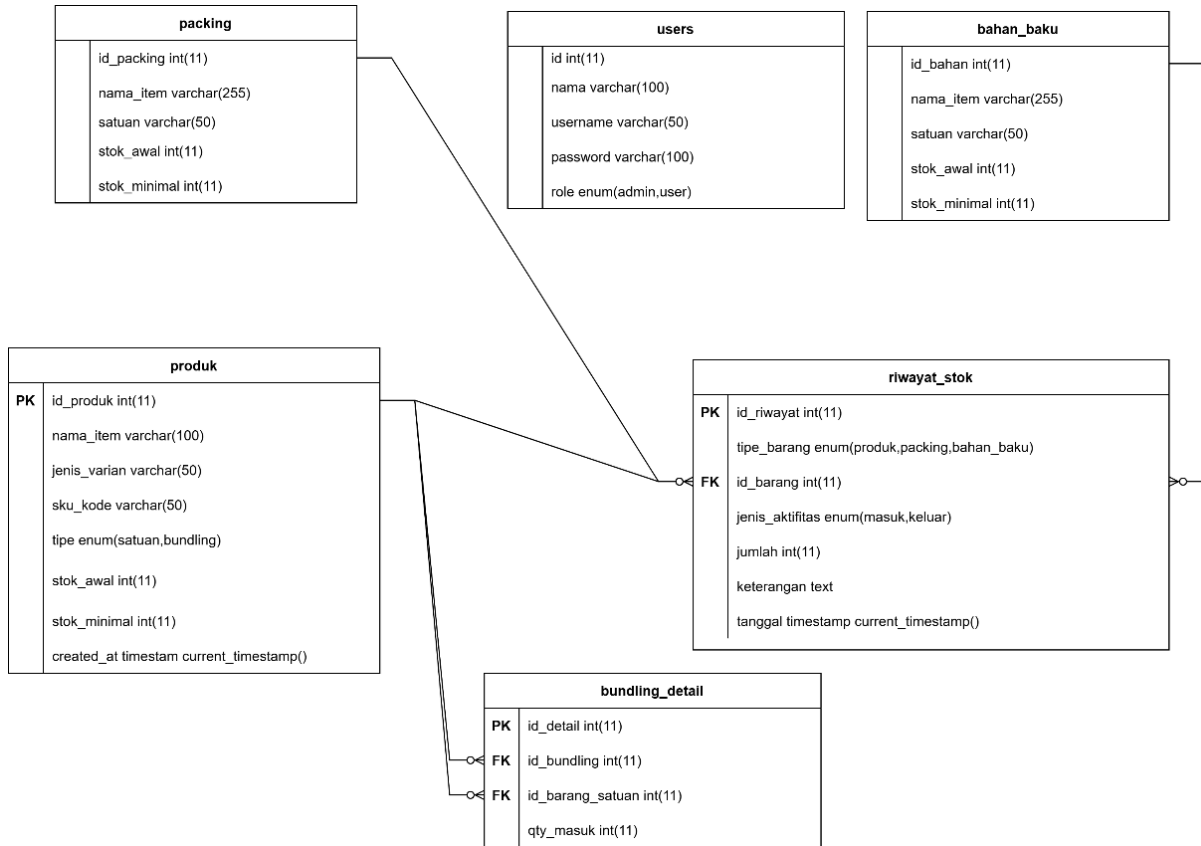 packing
id_packing int(11)
nama_item varchar(255)
satuan varchar(50)
stok_awal int(11)
stok_minimal int(11)
users
id int(11)
nama varchar(100)
username varchar(50)
password varchar(100)
role enum(admin,user)
bahan_baku
id_bahan int(11)
nama_item varchar(255)
satuan varchar(50)
stok_awal int(11)
stok_minimal int(11)
produk
PK id_produk int(11)
nama_item varchar(100)
jenis_varian varchar(50)
sku_kode varchar(50)
tipe enum(satuan,bundling)
stok_awal int(11)
stok_minimal int(11)
created_at timestam current_timestamp()
riwayat_stok
PK id_riwayat int(11)
tipe_barang enum(produk,packing,bahan_baku)
FK id_barang int(11)
jenis_aktifitas enum(masuk,keluar)
jumlah int(11)
keterangan text
tanggal timestamp current_timestamp()
bundling_detail
PK id_detail int(11)
FK id_bundling int(11)
FK id_barang_satuan int(11)
qty_masuk int(11)